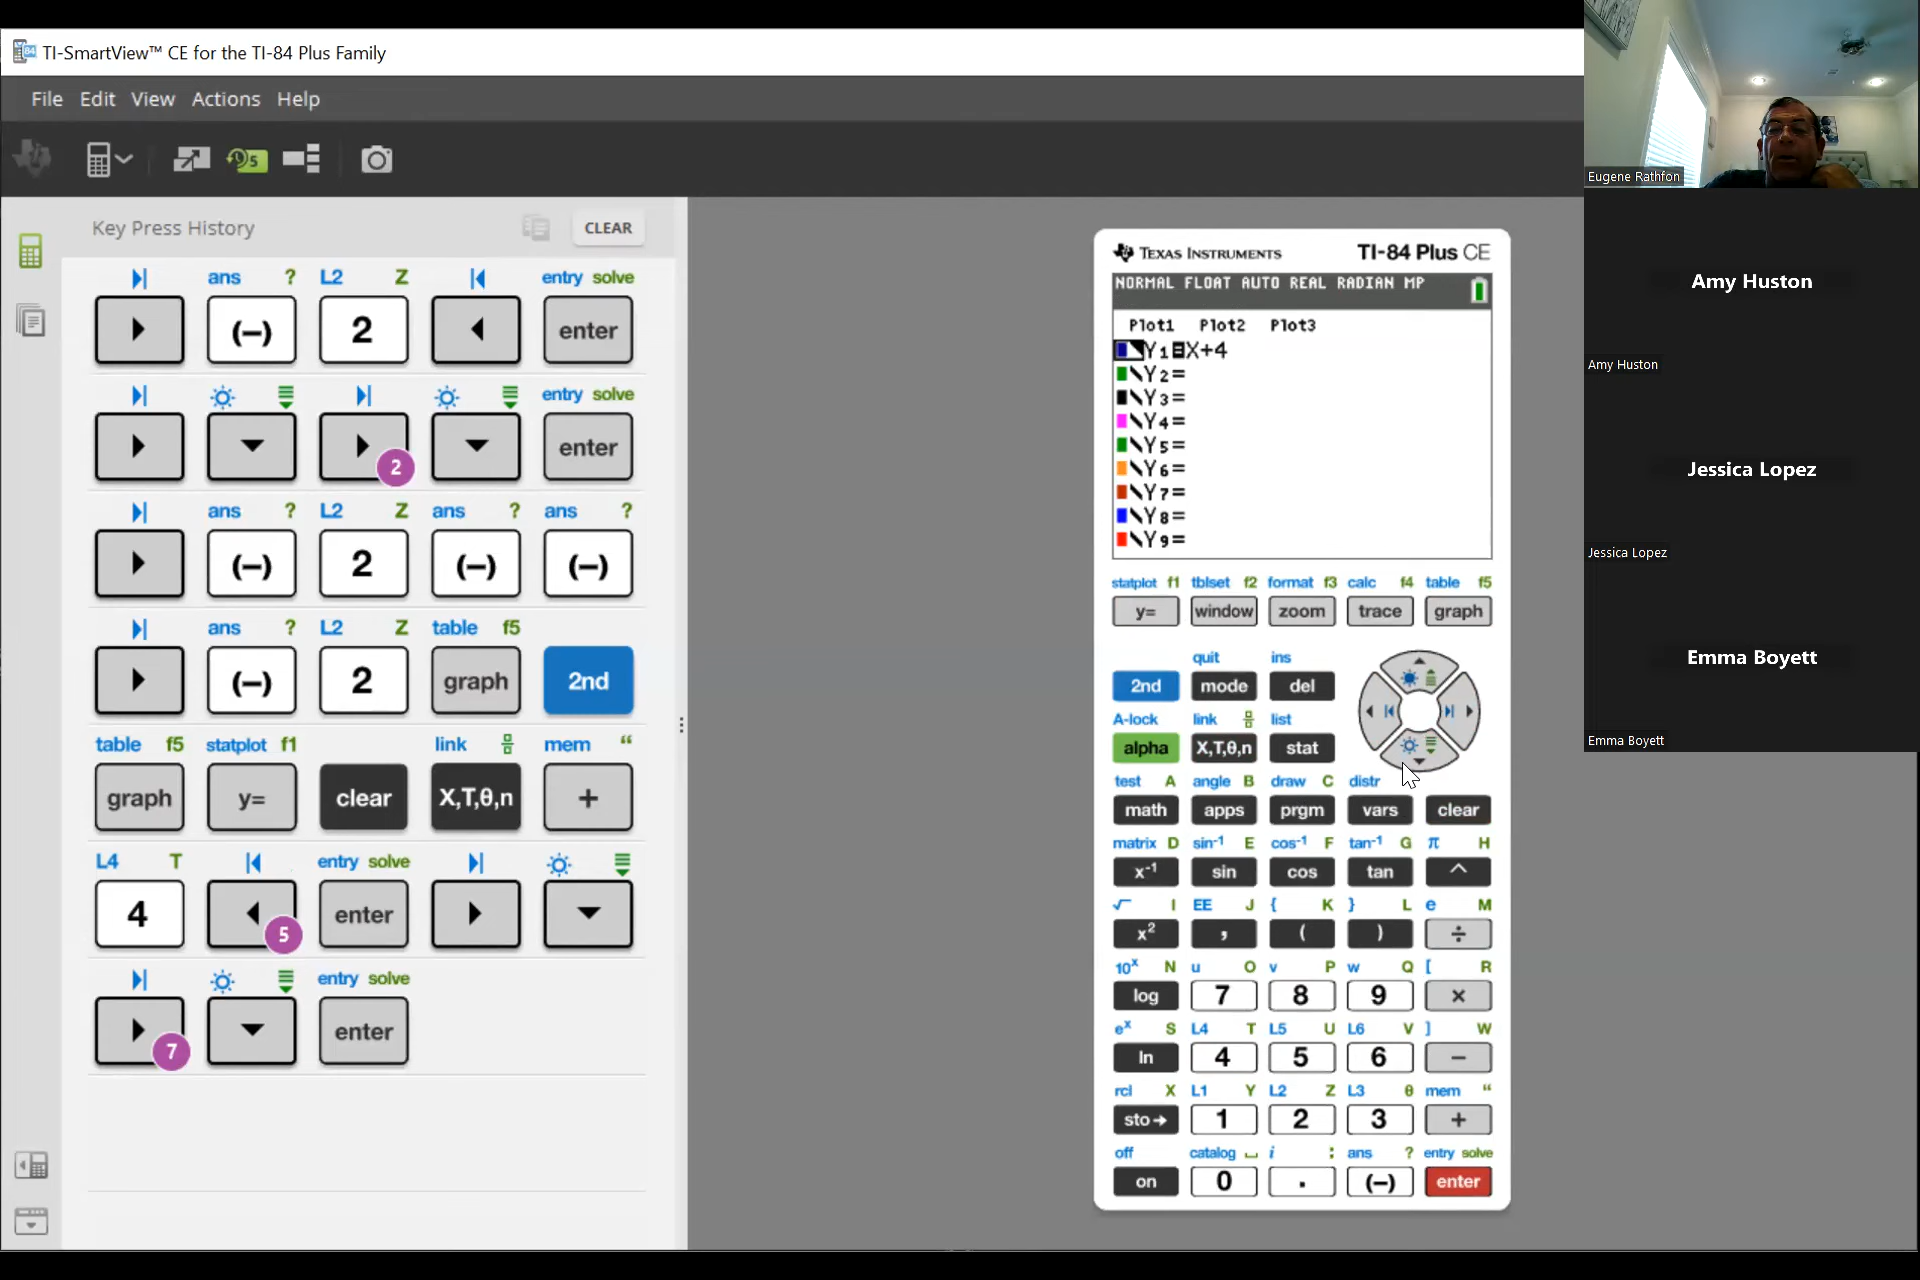 TI-SmartView™ CE for the TI-84 Plus Family
File Edit View Actions Help
5
Key Press History
CLEAR
ans ? L2 Z entry solve
(–) 2 enter
entry solve
2 enter
ans ? L2 Z ans ? ans ?
(–) 2 (–) (–)
ans ? L2 Z table f5
(–) 2 graph 2nd
table f5 statplot f1 link mem “
graph y= clear X,T,θ,n +
L4 T entry solve
4 5 enter
entry solve
7 enter
TEXAS INSTRUMENTS TI-84 Plus CE
NORMAL FLOAT AUTO REAL RADIAN MP
Plot1 Plot2 Plot3
\Y1=X+4
\Y2=
\Y3=
\Y4=
\Y5=
\Y6=
\Y7=
\Y8=
\Y9=
statplot f1 tblset f2 format f3 calc f4 table f5
y= window zoom trace graph
quit ins
2nd mode del
A-lock link list
alpha X,T,θ,n stat
test A angle B draw C distr
math apps prgm vars clear
matrix D sin-1 E cos-1 F tan-1 G π H
x-1 sin cos tan ^
√ I EE J { K } L e M
x2 , ( ) ÷
10x N u O v P w Q [ R
log 7 8 9 ×
ex S L4 T L5 U L6 V ] W
ln 4 5 6 –
rcl X L1 Y L2 Z L3 θ mem “
sto→ 1 2 3 +
off catalog ⎵ i : ans ? entry solve
on 0 . (–) enter
Eugene Rathfon
Amy Huston
Amy Huston
Jessica Lopez
Jessica Lopez
Emma Boyett
Emma Boyett